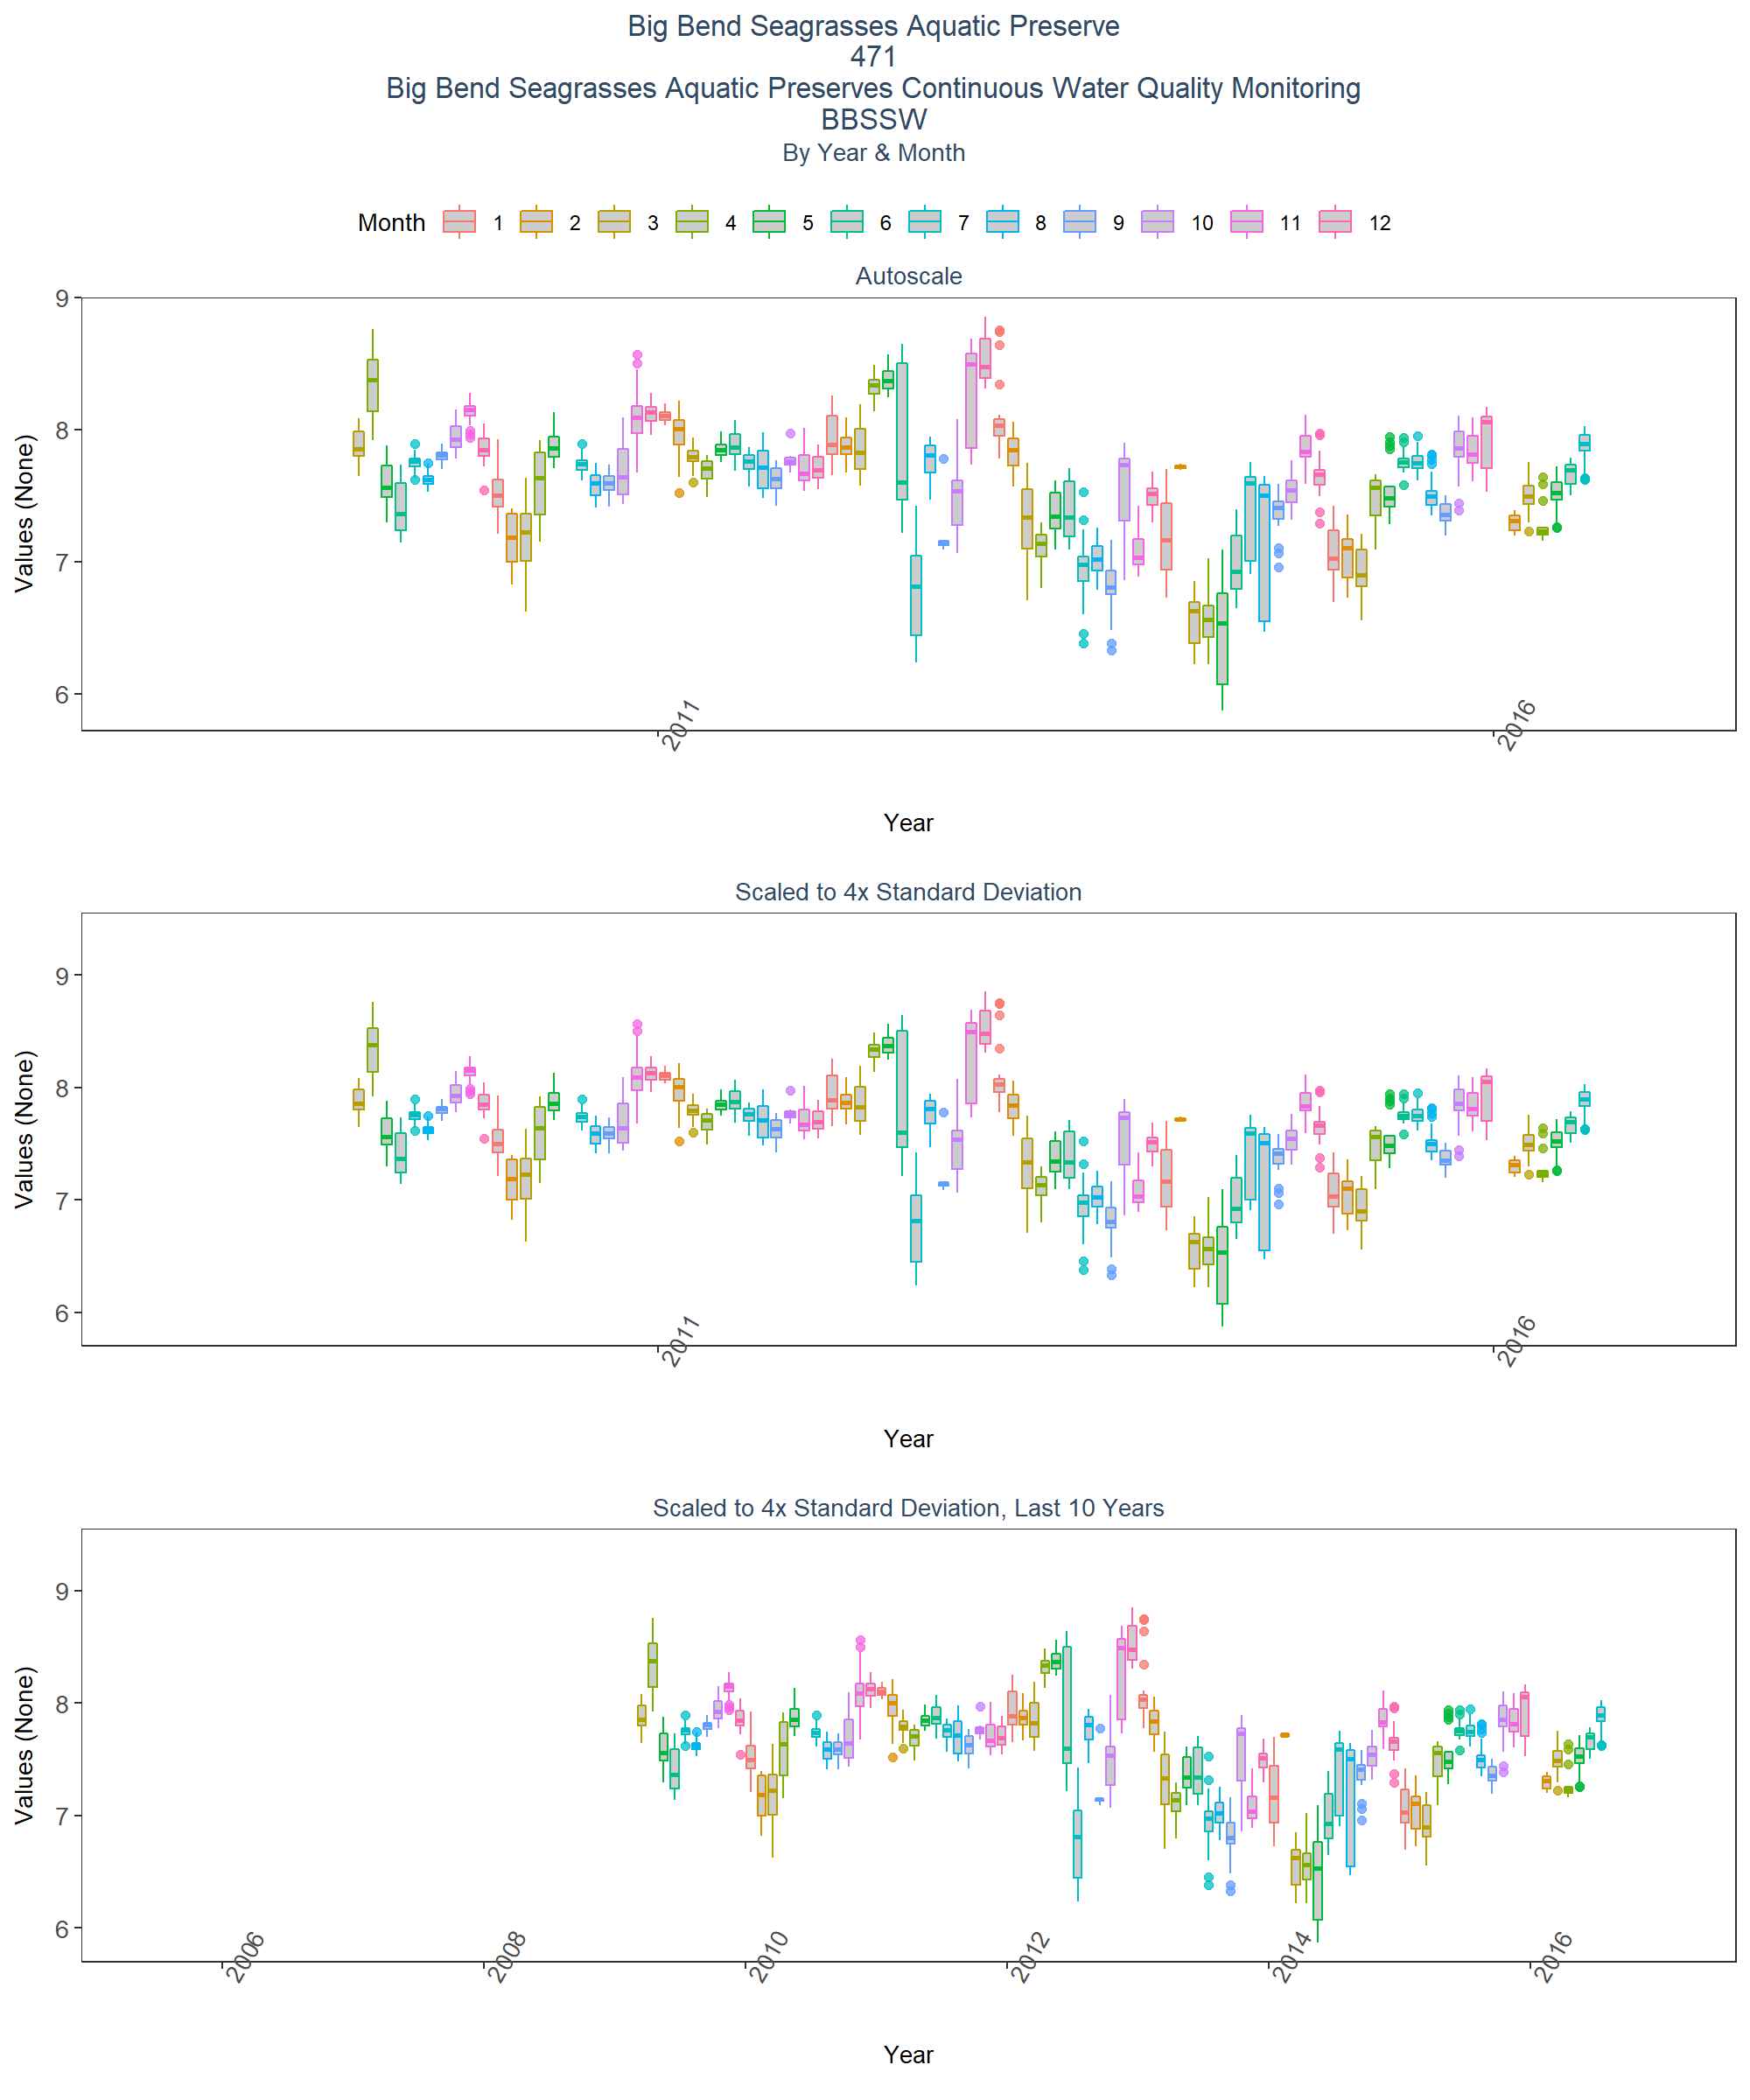 Big Bend Seagrasses Aquatic Preserve
471
Big Bend Seagrasses Aquatic Preserves Continuous Water Quality Monitoring
BBSSW
By Year & Month
Month 1 2 3 4 5 6 7 8 9 10 11 12
Autoscale
Values (None)
9
8
7
6
2011 2016
Year
Scaled to 4x Standard Deviation
Values (None)
9
8
7
6
2011 2016
Year
Scaled to 4x Standard Deviation, Last 10 Years
Values (None)
9
8
7
6
2006 2008 2010 2012 2014 2016
Year